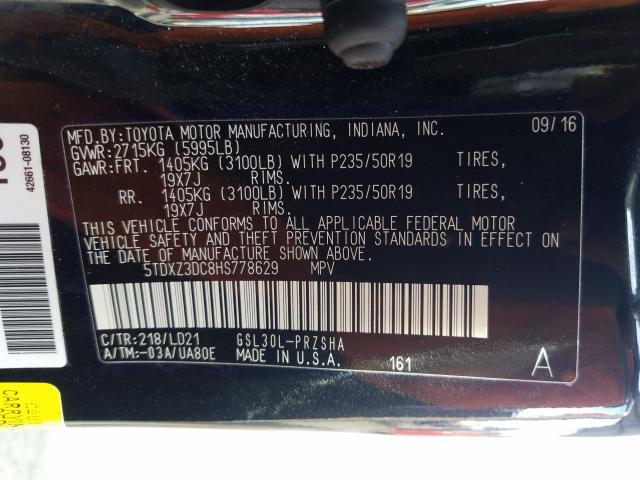 MFD.BY:TOYOTA MOTOR MANUFACTURING, INDIANA, INC. 09/16
GVWR:2715KG (5995LB)
GAWR:FRT. 1405KG (3100LB) WITH P235/50R19 TIRES,
19X7J RIMS.
RR. 1405KG (3100LB) WITH P235/50R19 TIRES,
19X7J RIMS.
THIS VEHICLE CONFORMS TO ALL APPLICABLE FEDERAL MOTOR
VEHICLE SAFETY AND THEFT PREVENTION STANDARDS IN EFFECT ON
THE DATE OF MANUFACTURE SHOWN ABOVE.
5TDXZ3DC8HS778629 MPV
C/TR:218/LD21 GSL30L-PRZSHA
A/TM:-03A/UA80E MADE IN U.S.A. 161 A
42661-08130